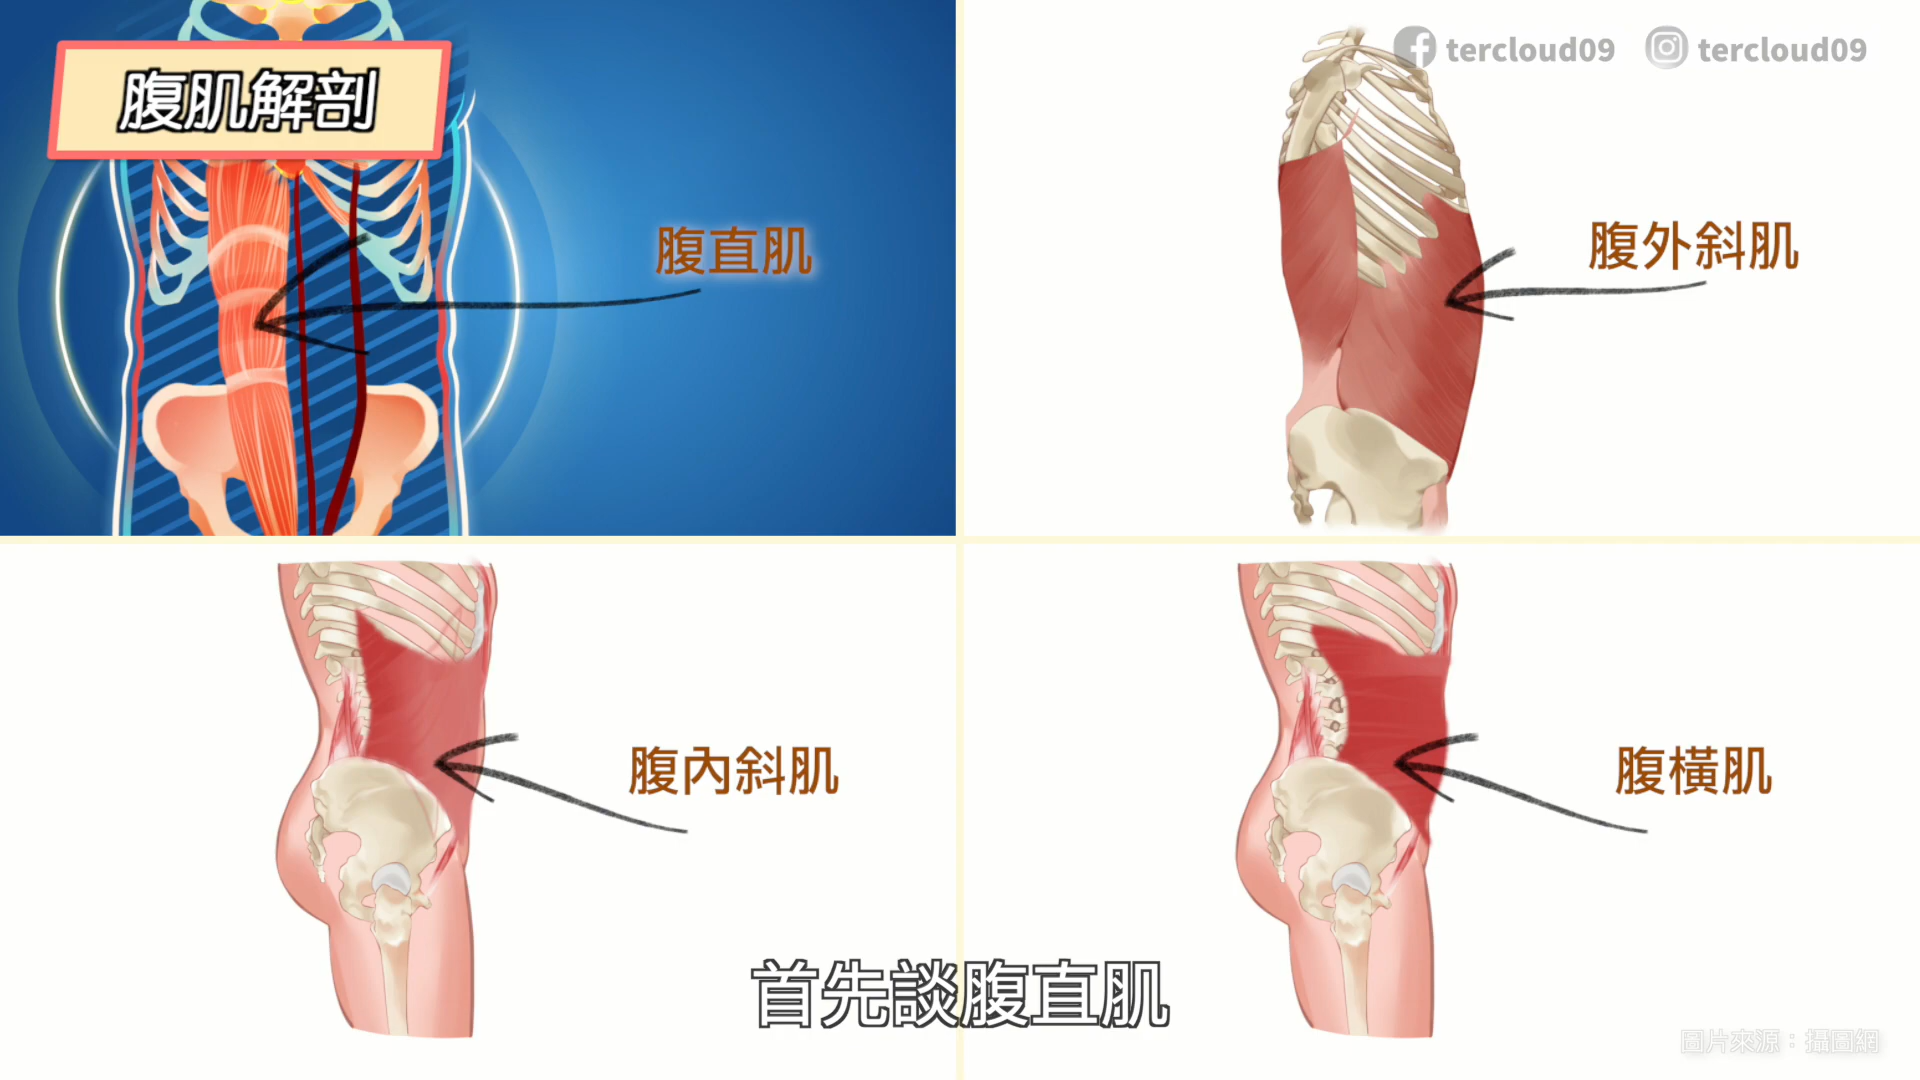 腹肌解剖
tercloud09 tercloud09
腹直肌
腹外斜肌
腹內斜肌
腹橫肌
首先談腹直肌
圖片來源：攝圖網